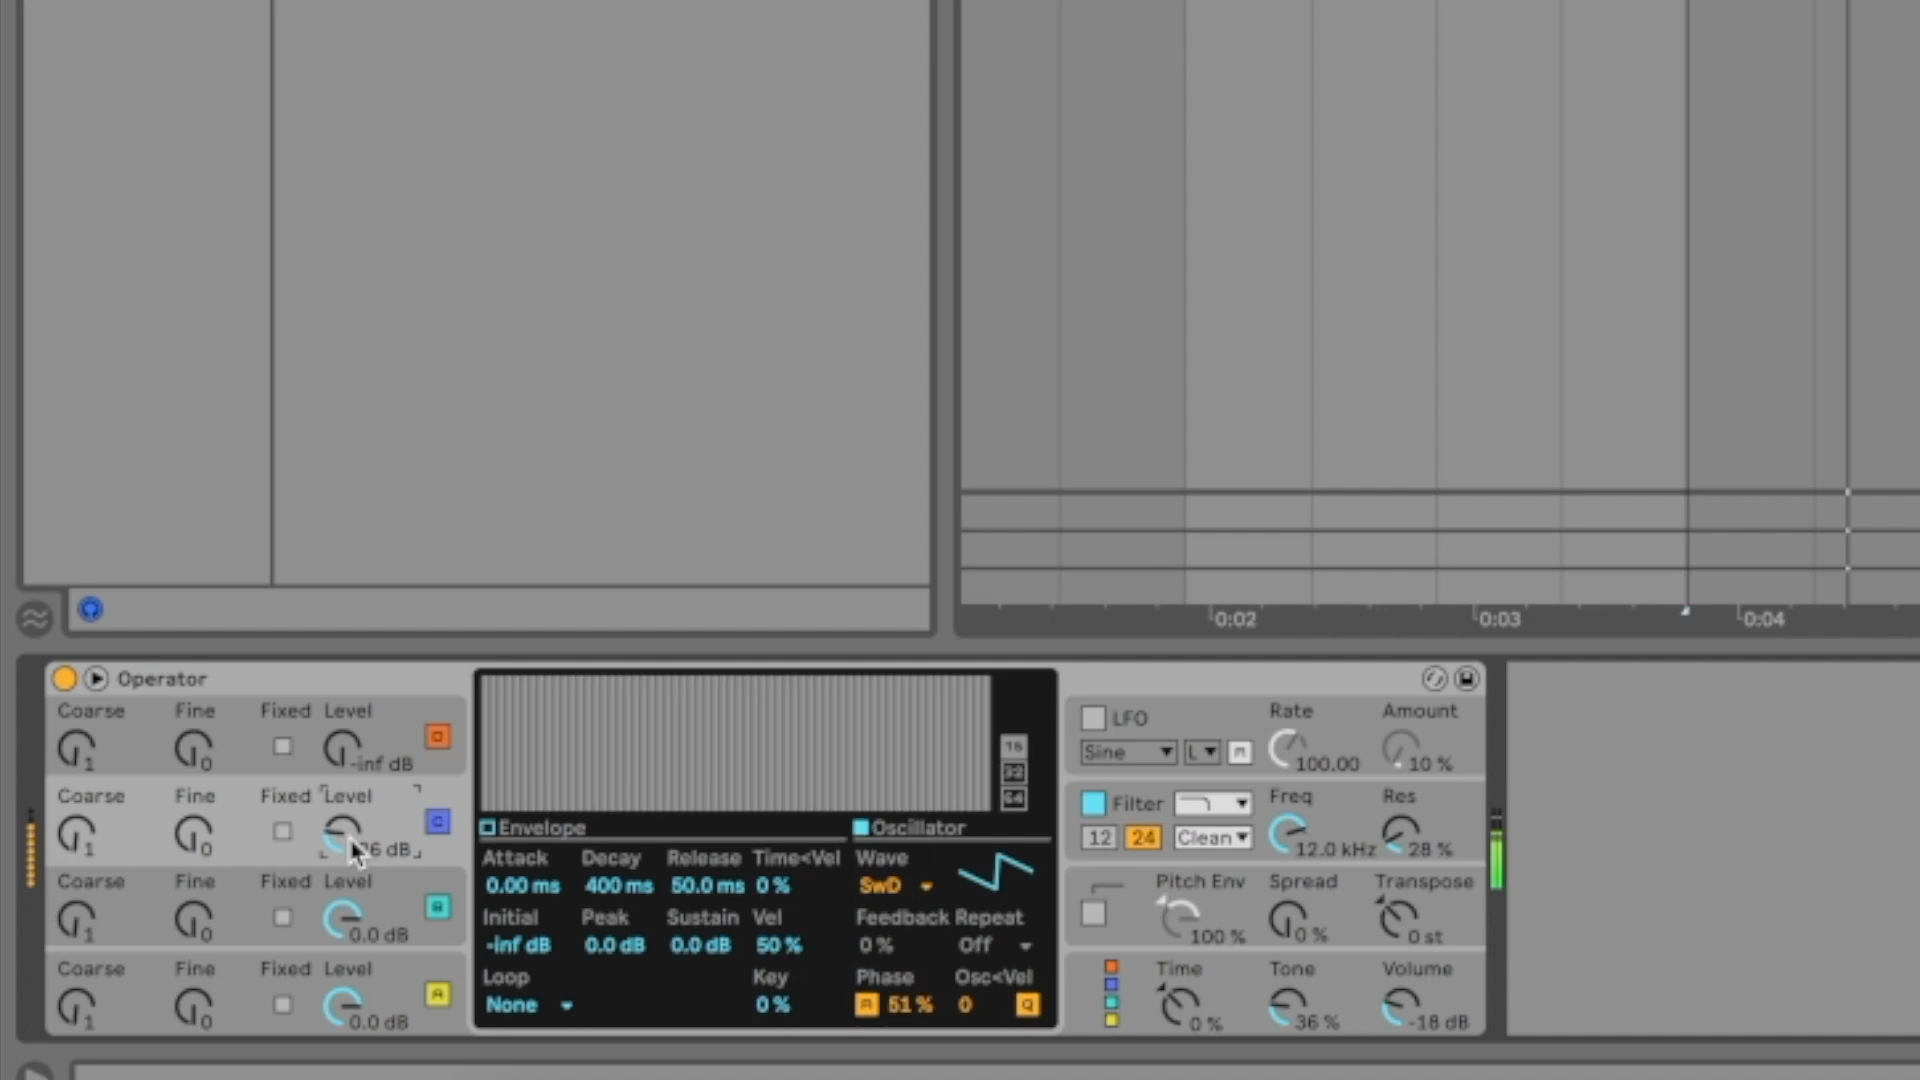 0:02 0:03 0:04
Operator
Coarse Fine Fixed Level
1 0 -inf dB D
Coarse Fine Fixed Level
1 0 dB C
Coarse Fine Fixed Level
1 0 0.0 dB B
Coarse Fine Fixed Level
1 0 0.0 dB A
16
32
64
Envelope Oscillator
Attack Decay Release Time<Vel Wave
0.00 ms 400 ms 50.0 ms 0 % SwD
Initial Peak Sustain Vel Feedback Repeat
-inf dB 0.0 dB 0.0 dB 50 % 0 % Off
Loop Key Phase Osc<Vel
None 0 % R 51 % 0 Q
LFO Rate Amount
Sine L R 100.00 10 %
Filter Freq Res
12 24 Clean 12.0 kHz 28 %
Pitch Env Spread Transpose
100 % 0 % 0 st
Time Tone Volume
0 % 36 % -18 dB